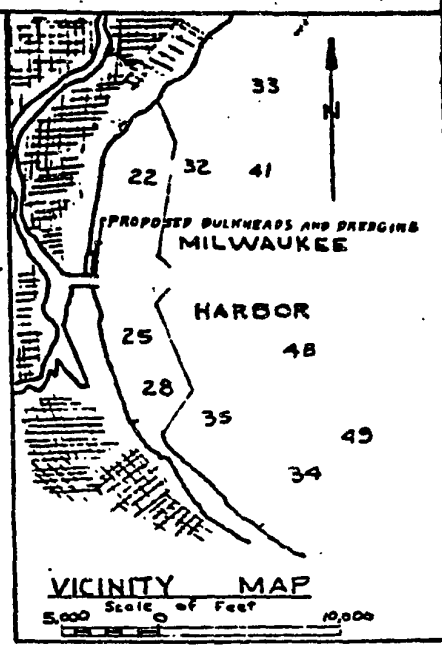 33
N
22 32 41
PROPOSED BULKHEADS AND DREDGING
MILWAUKEE
HARBOR
25
48
28
35
49
34
VICINITY MAP
Scale of Feet
5,000 0 10,000